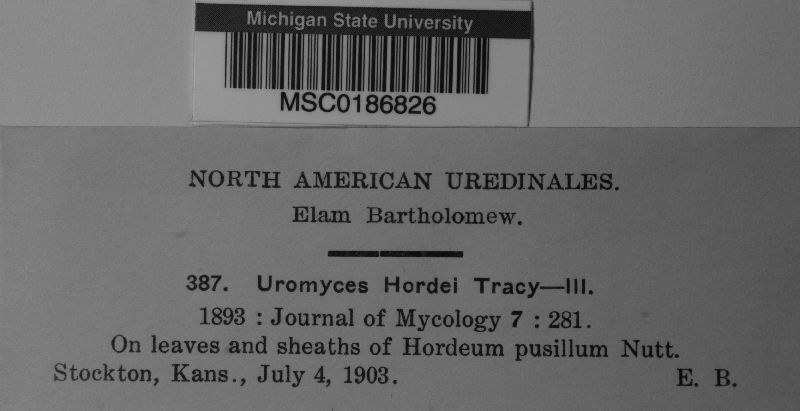 Michigan State University
MSC0186826
NORTH AMERICAN UREDINALES.
Elam Bartholomew.
387. Uromyces Hordei Tracy—III.
1893 : Journal of Mycology 7 : 281.
On leaves and sheaths of Hordeum pusillum Nutt.
Stockton, Kans., July 4, 1903. E. B.